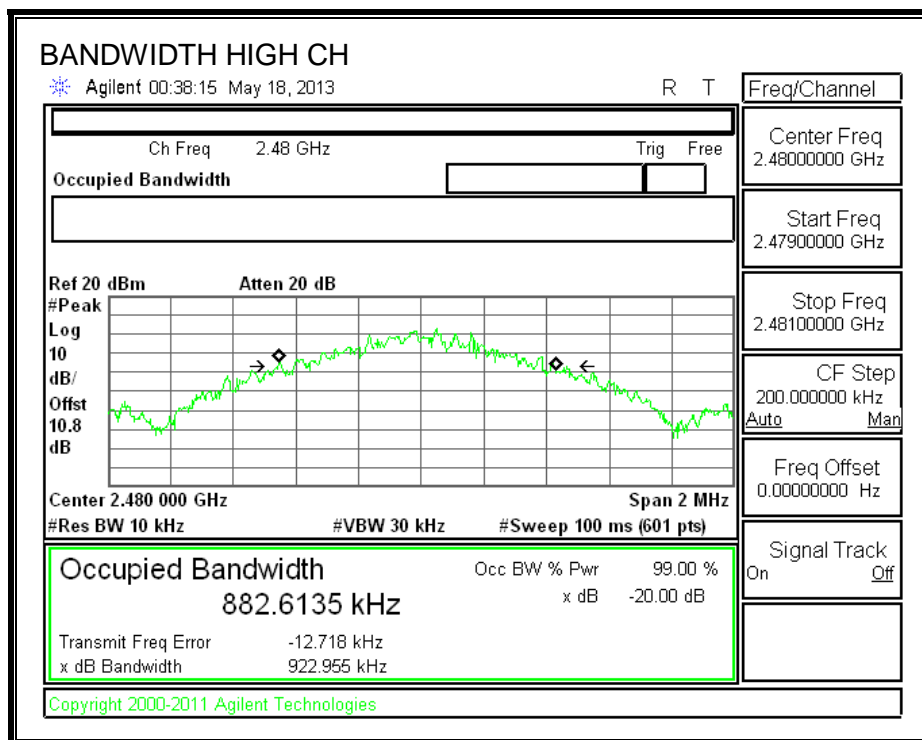 BANDWIDTH HIGH CH
Agilent 00:38:15 May 18, 2013 R T
Ch Freq 2.48 GHz Trig Free
Occupied Bandwidth
Ref 20 dBm Atten 20 dB
#Peak
Log
10
dB/
Offst
10.8
dB
Center 2.480 000 GHz Span 2 MHz
#Res BW 10 kHz #VBW 30 kHz #Sweep 100 ms (601 pts)
Occupied Bandwidth Occ BW % Pwr 99.00 %
882.6135 kHz x dB -20.00 dB
Transmit Freq Error -12.718 kHz
x dB Bandwidth 922.955 kHz
Copyright 2000-2011 Agilent Technologies
Freq/Channel
Center Freq
2.48000000 GHz
Start Freq
2.47900000 GHz
Stop Freq
2.48100000 GHz
CF Step
200.000000 kHz
Auto Man
Freq Offset
0.00000000 Hz
Signal Track
On Off